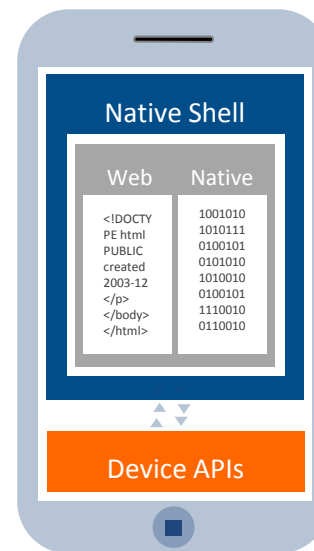 Native Shell
Web Native
<!DOCTY
PE html
PUBLIC
created
2003-12
</p>
</body>
</html>
1001010
1010111
0100101
0101010
1010010
0100101
1110010
0110010
Device APIs